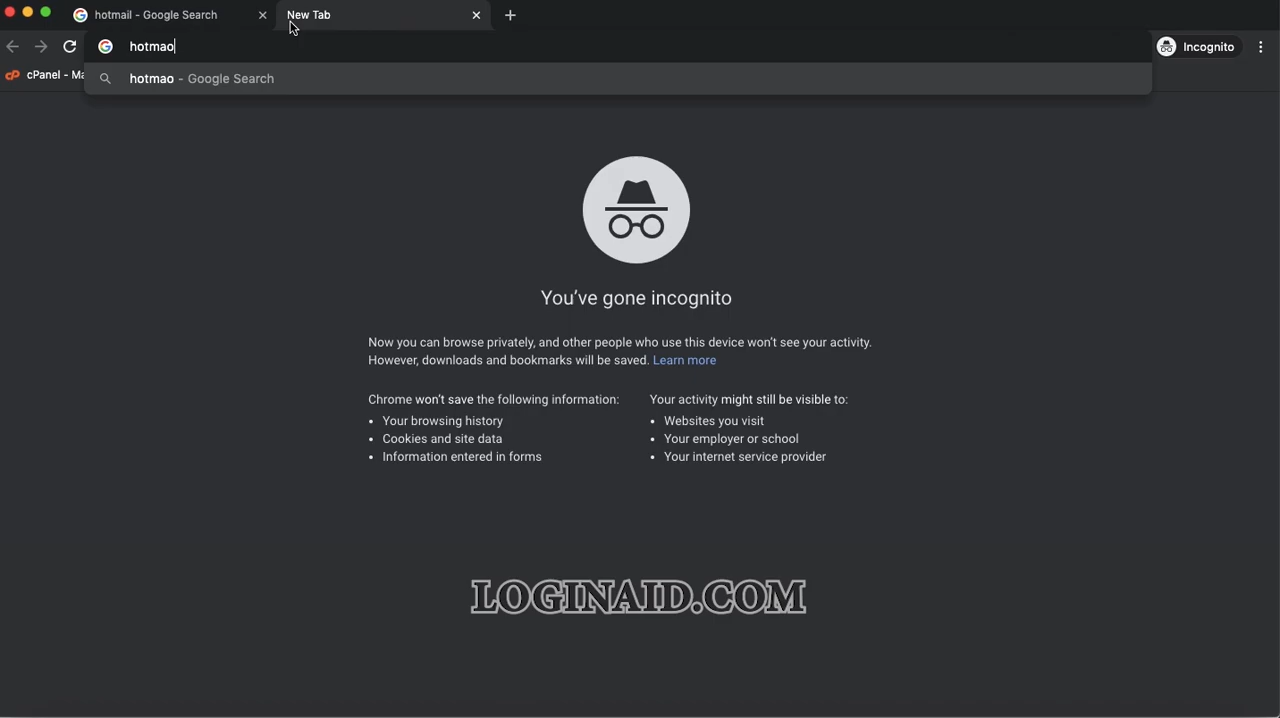 hotmail - Google Search
New Tab
hotmao
Incognito
cPanel - Ma
hotmao - Google Search
You've gone incognito
Now you can browse privately, and other people who use this device won't see your activity.
However, downloads and bookmarks will be saved. Learn more
Chrome won't save the following information:
• Your browsing history
• Cookies and site data
• Information entered in forms
Your activity might still be visible to:
• Websites you visit
• Your employer or school
• Your internet service provider
LOGINAID.COM